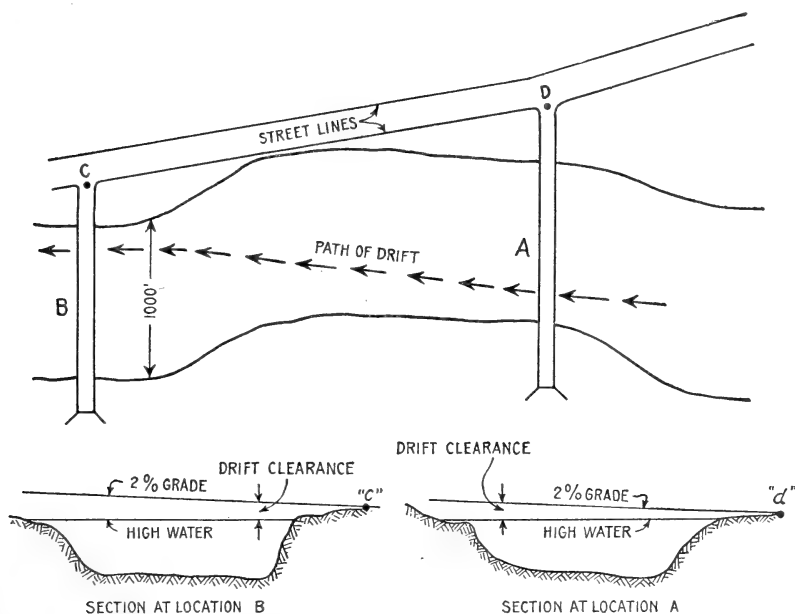 D
STREET LINES
C
PATH OF DRIFT
A
B
1000'
DRIFT CLEARANCE
2% GRADE
"C"
HIGH WATER
SECTION AT LOCATION B
DRIFT CLEARANCE
2% GRADE
"d"
HIGH WATER
SECTION AT LOCATION A